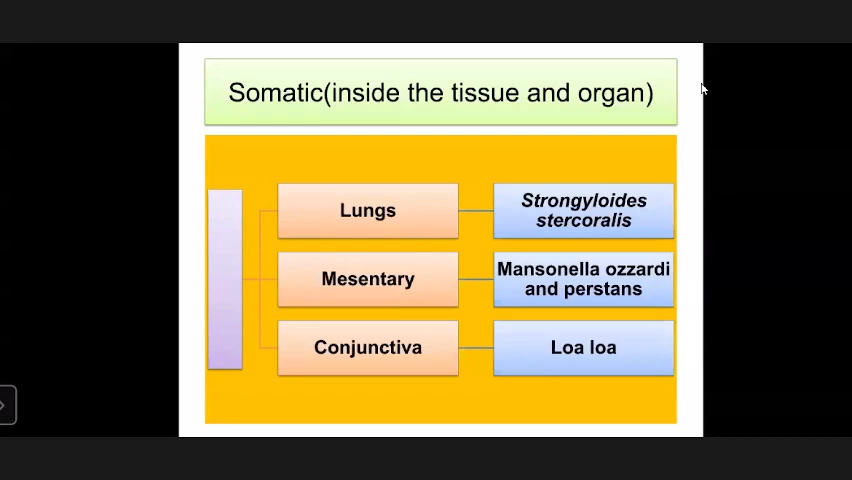 Somatic(inside the tissue and organ)
Lungs
Strongyloides
stercoralis
Mesentary
Mansonella ozzardi
and perstans
Conjunctiva
Loa loa